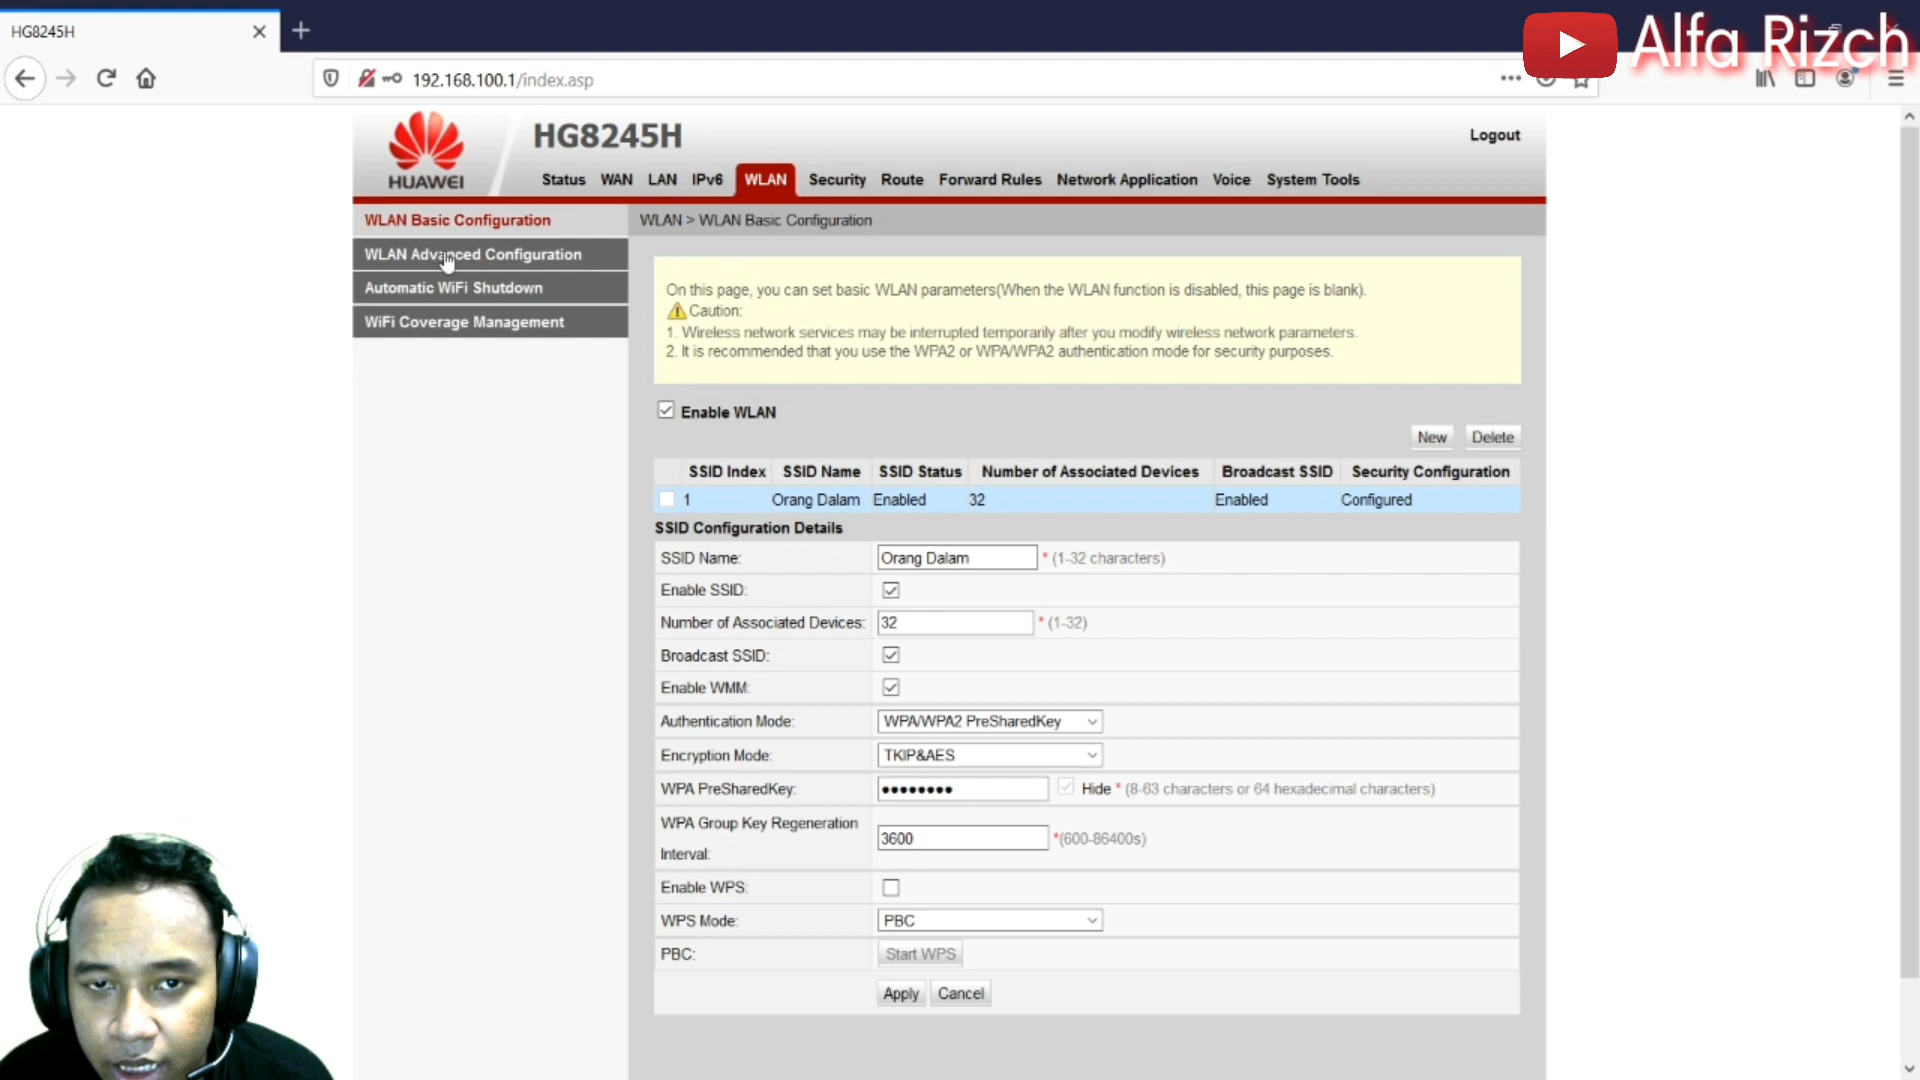 HG8245H
Alfa Rizch
192.168.100.1/index.asp
HUAWEI
HG8245H
Logout
Status WAN LAN IPv6 WLAN Security Route Forward Rules Network Application Voice System Tools
WLAN Basic Configuration
WLAN > WLAN Basic Configuration
WLAN Advanced Configuration
Automatic WiFi Shutdown
WiFi Coverage Management
On this page, you can set basic WLAN parameters(When the WLAN function is disabled, this page is blank).
Caution:
1. Wireless network services may be interrupted temporarily after you modify wireless network parameters.
2. It is recommended that you use the WPA2 or WPA/WPA2 authentication mode for security purposes.
Enable WLAN
New Delete
SSID Index SSID Name SSID Status Number of Associated Devices Broadcast SSID Security Configuration
1 Orang Dalam Enabled 32 Enabled Configured
SSID Configuration Details
SSID Name: Orang Dalam * (1-32 characters)
Enable SSID:
Number of Associated Devices: 32 * (1-32)
Broadcast SSID:
Enable WMM:
Authentication Mode: WPA/WPA2 PreSharedKey
Encryption Mode: TKIP&AES
WPA PreSharedKey: •••••••• Hide * (8-63 characters or 64 hexadecimal characters)
WPA Group Key Regeneration
Interval: 3600 *(600-86400s)
Enable WPS:
WPS Mode: PBC
PBC: Start WPS
Apply Cancel